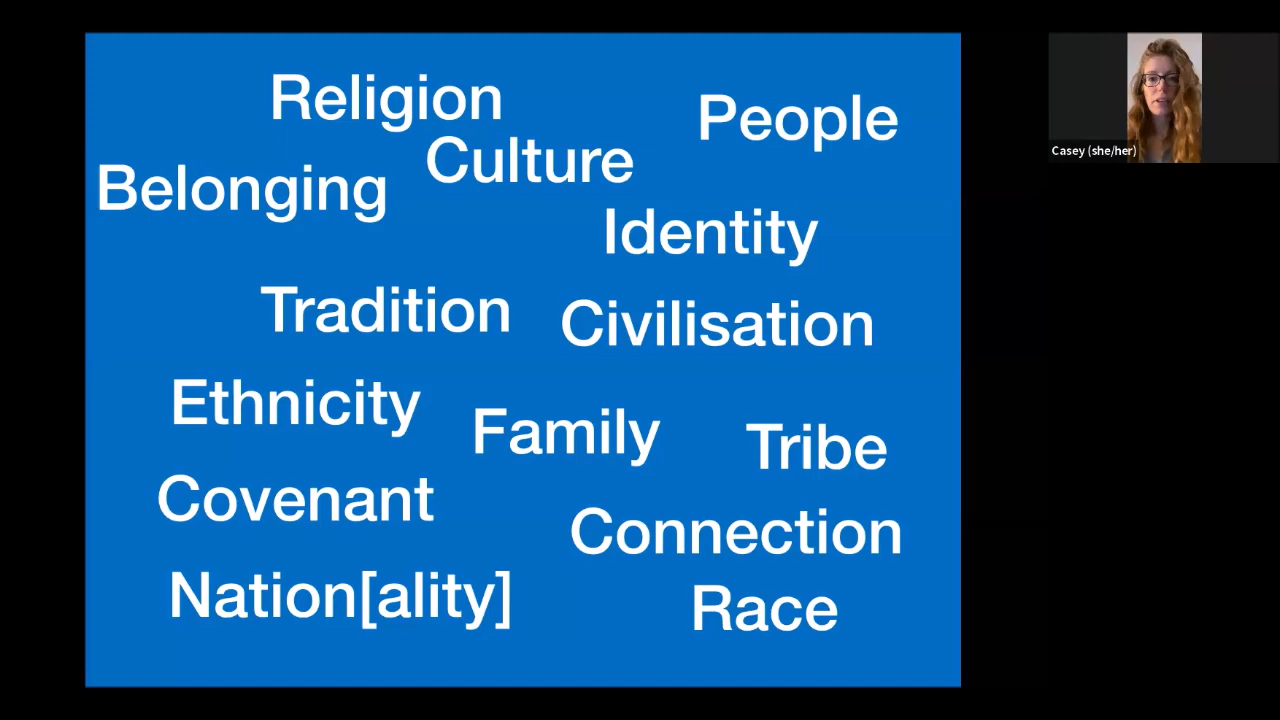 Religion
People
Culture
Belonging
Identity
Tradition
Civilisation
Ethnicity
Family
Tribe
Covenant
Connection
Nation[ality]
Race
Casey (she/her)